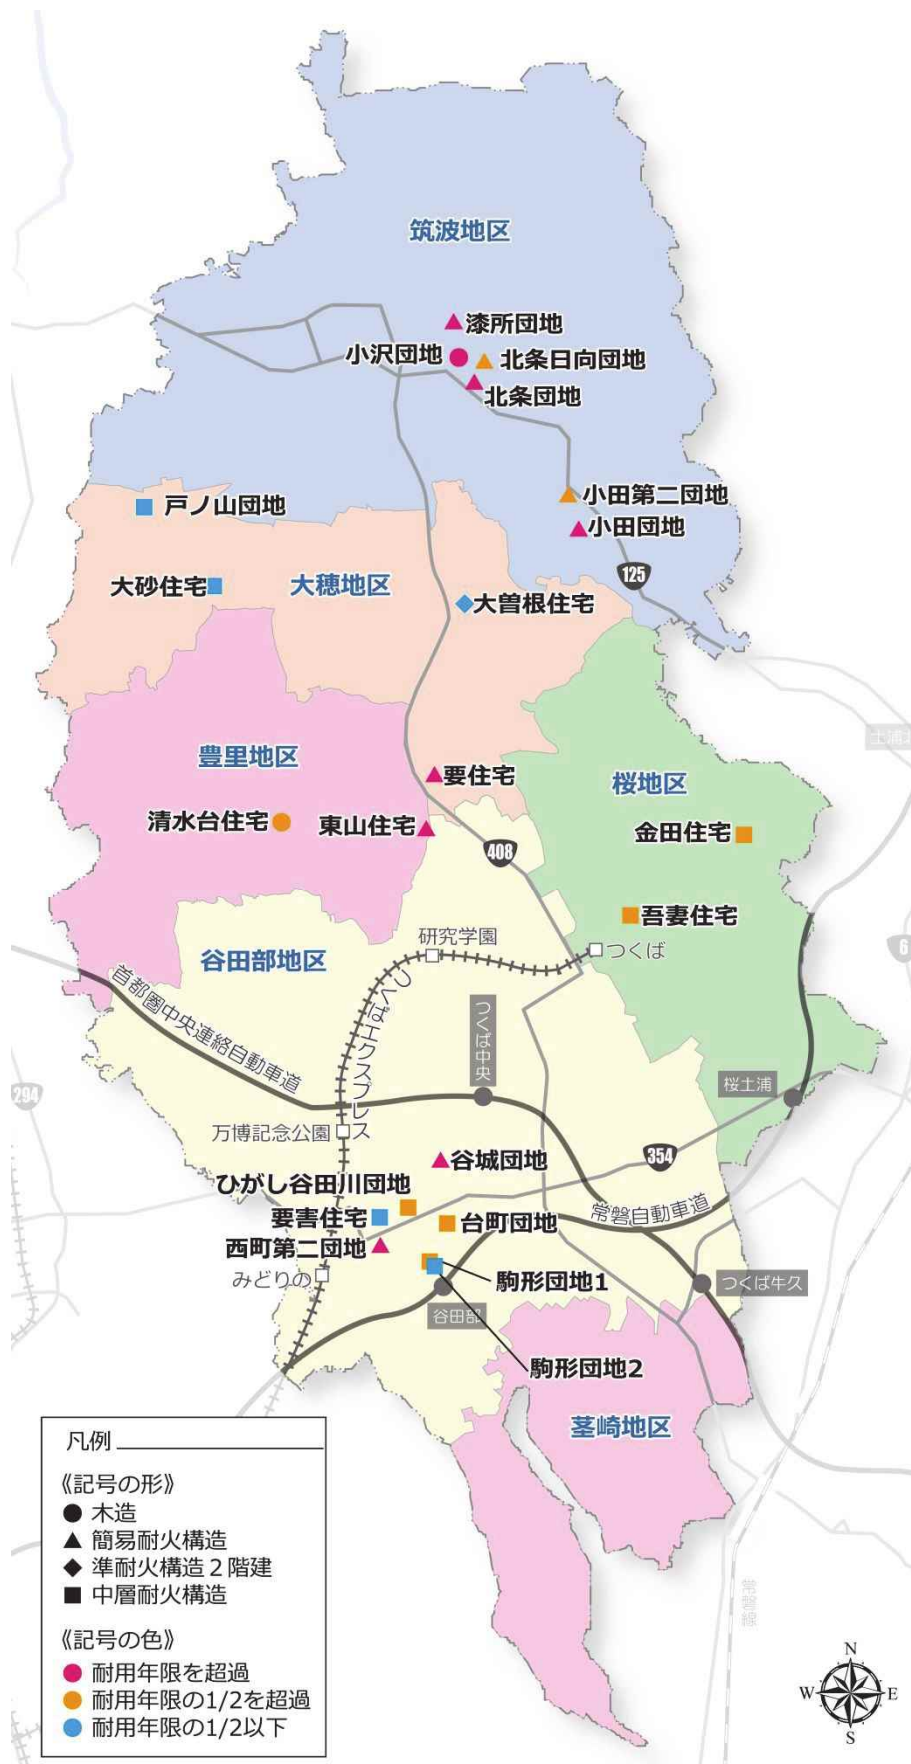 筑波地区
漆所団地
小沢団地
北条日向団地
北条団地
小田第二団地
戸ノ山団地
小田団地
125
大砂住宅
大穂地区
大曽根住宅
土浦北
豊里地区
要住宅
桜地区
清水台住宅
東山住宅
金田住宅
408
吾妻住宅
研究学園
つくば
6
谷田部地区
首都圏中央連絡自動車道
つくばエクスプレス
つくば中央
294
桜土浦
万博記念公園
谷城団地
354
ひがし谷田川団地
要害住宅
台町団地
常磐自動車道
西町第二団地
みどりの
駒形団地1
つくば牛久
谷田部
駒形団地2
茎崎地区
凡例
《記号の形》
木造
簡易耐火構造
準耐火構造2階建
中層耐火構造
《記号の色》
耐用年限を超過
耐用年限の1/2を超過
耐用年限の1/2以下
常磐線
N
W
E
S